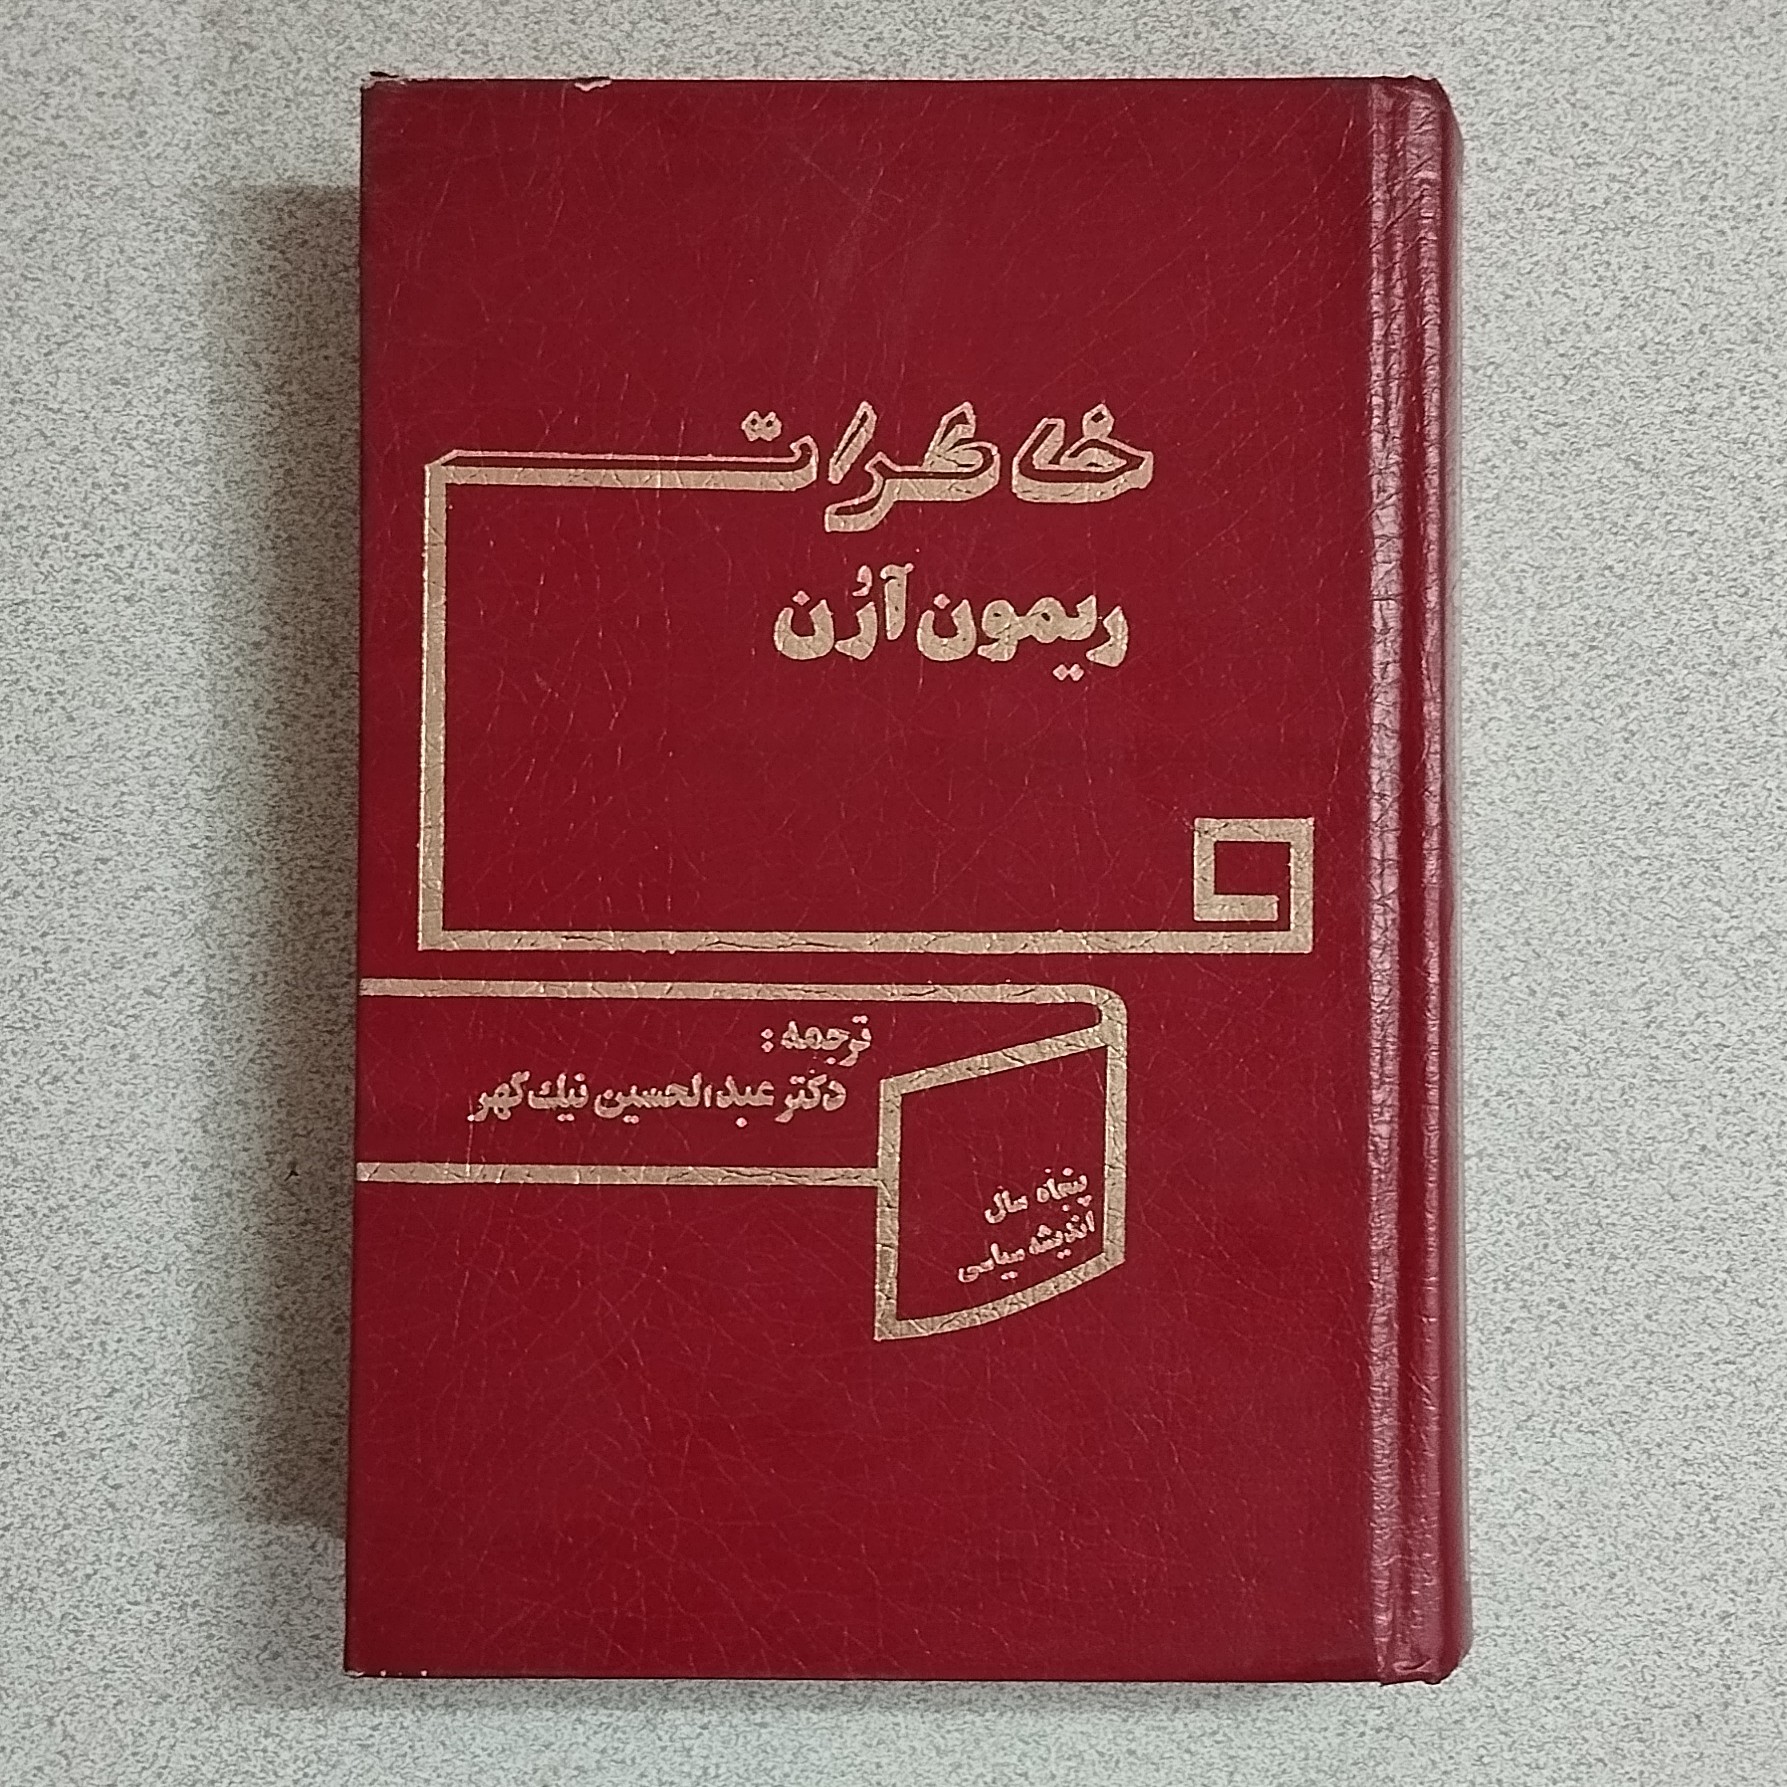 خاطرات
ریمون آرُن
ترجمه:
دکتر عبدالحسین نیک‌گهر
پنجاه سال
اندیشه سیاسی